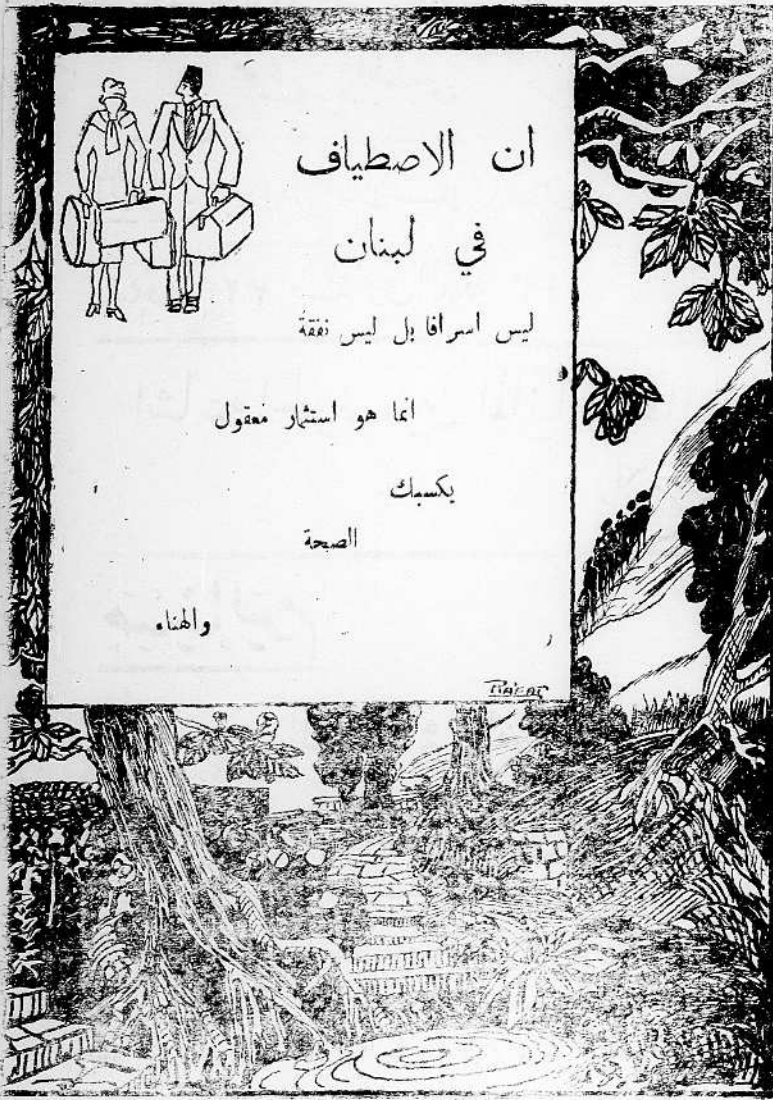 ان الاصطياف
في لبنان
ليس اسرافا بل ليس نفقة
انما هو استثمار معقول
يكسبك
الصحة
والهناء